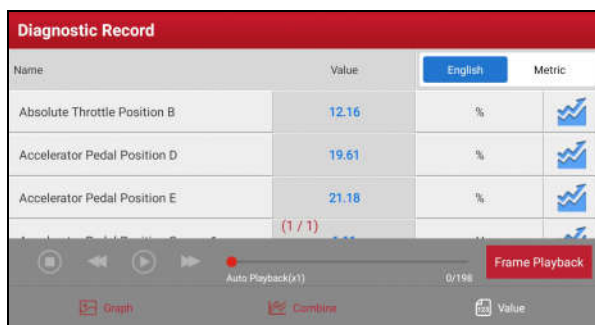 Diagnostic Record
Name Value English Metric
Absolute Throttle Position B 12.16 %
Accelerator Pedal Position D 19.61 %
Accelerator Pedal Position E 21.18 %
(1 / 1)
Auto Playback(x1) 0/198 Frame Playback
Graph Combine Value